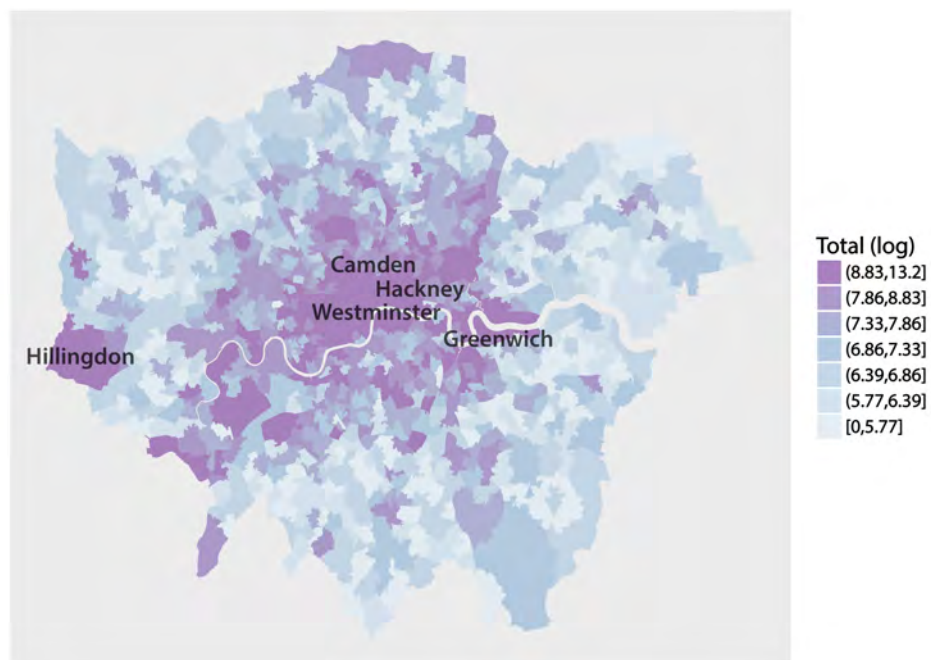 Camden
Hackney
Westminster
Greenwich
Hillingdon
Total (log)
(8.83,13.2]
(7.86,8.83]
(7.33,7.86]
(6.86,7.33]
(6.39,6.86]
(5.77,6.39]
[0,5.77]